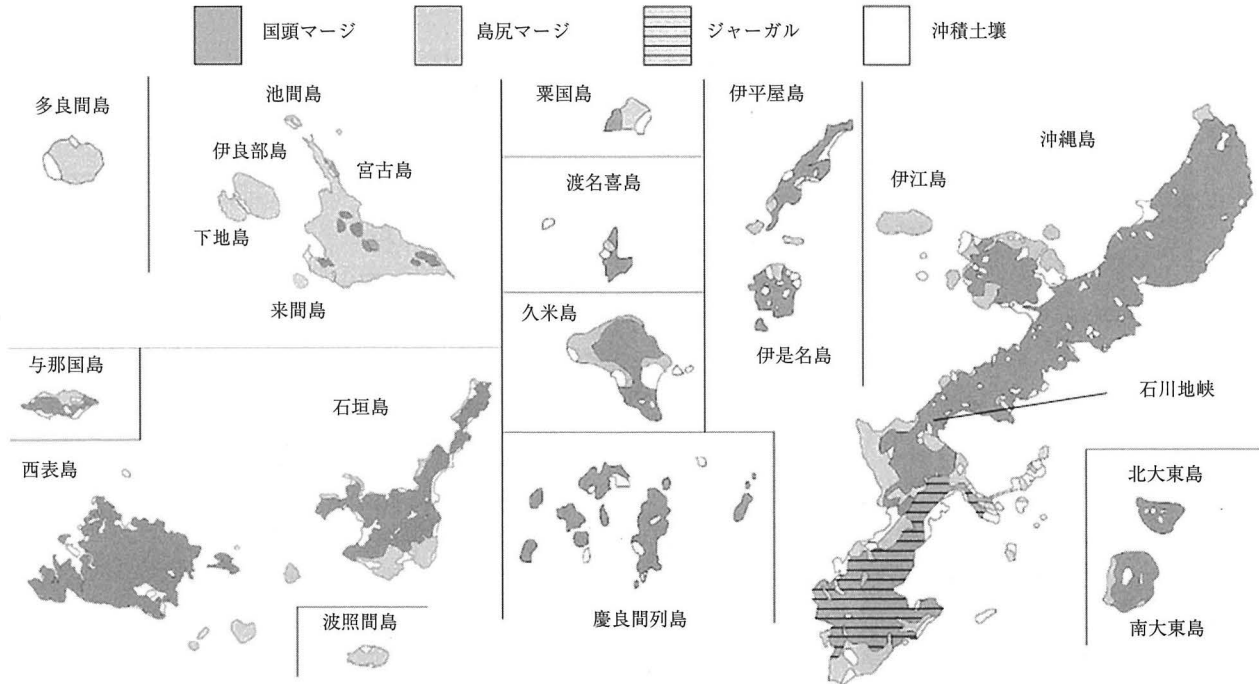 国頭マージ
島尻マージ
ジャーガル
沖積土壌
多良間島
池間島
伊良部島
宮古島
下地島
来間島
粟国島
渡名喜島
久米島
伊平屋島
伊是名島
沖縄島
伊江島
石川地峡
与那国島
石垣島
西表島
波照間島
慶良間列島
北大東島
南大東島